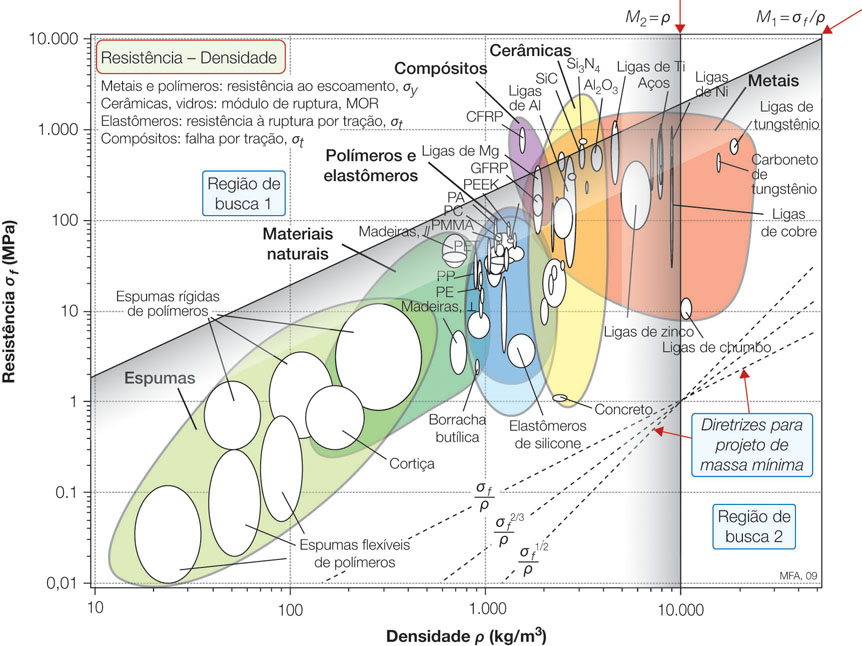 M₂ = ρ
M₁ = σf/ρ
10.000
1.000
100
10
1
0,1
0,01
Resistência σf (MPa)
Resistência – Densidade
Metais e polímeros: resistência ao escoamento, σy
Cerâmicas, vidros: módulo de ruptura, MOR
Elastômeros: resistência à ruptura por tração, σt
Compósitos: falha por tração, σt
Cerâmicas
Si₃N₄
Compósitos
SiC
Al₂O₃
Ligas de Ti
Aços
Ligas
de Ni
Metais
Ligas
de Al
CFRP
Ligas de
tungstênio
Polímeros e
elastômeros
Ligas de Mg
GFRP
PEEK
PA
PC
PMMA
PET
Carboneto
de
tungstênio
Região de
busca 1
Ligas
de cobre
Madeiras, //
Materiais
naturais
PP
PE
Madeiras, ⊥
Espumas rígidas
de polímeros
Ligas de zinco
Ligas de chumbo
Espumas
Concreto
Borracha
butílica
Elastômeros
de silicone
Diretrizes para
projeto de
massa mínima
Cortiça
σf/ρ
σf^2/3/ρ
σf^1/2/ρ
Região de
busca 2
Espumas flexíveis
de polímeros
MFA, 09
10
100
1.000
10.000
Densidade ρ (kg/m³)